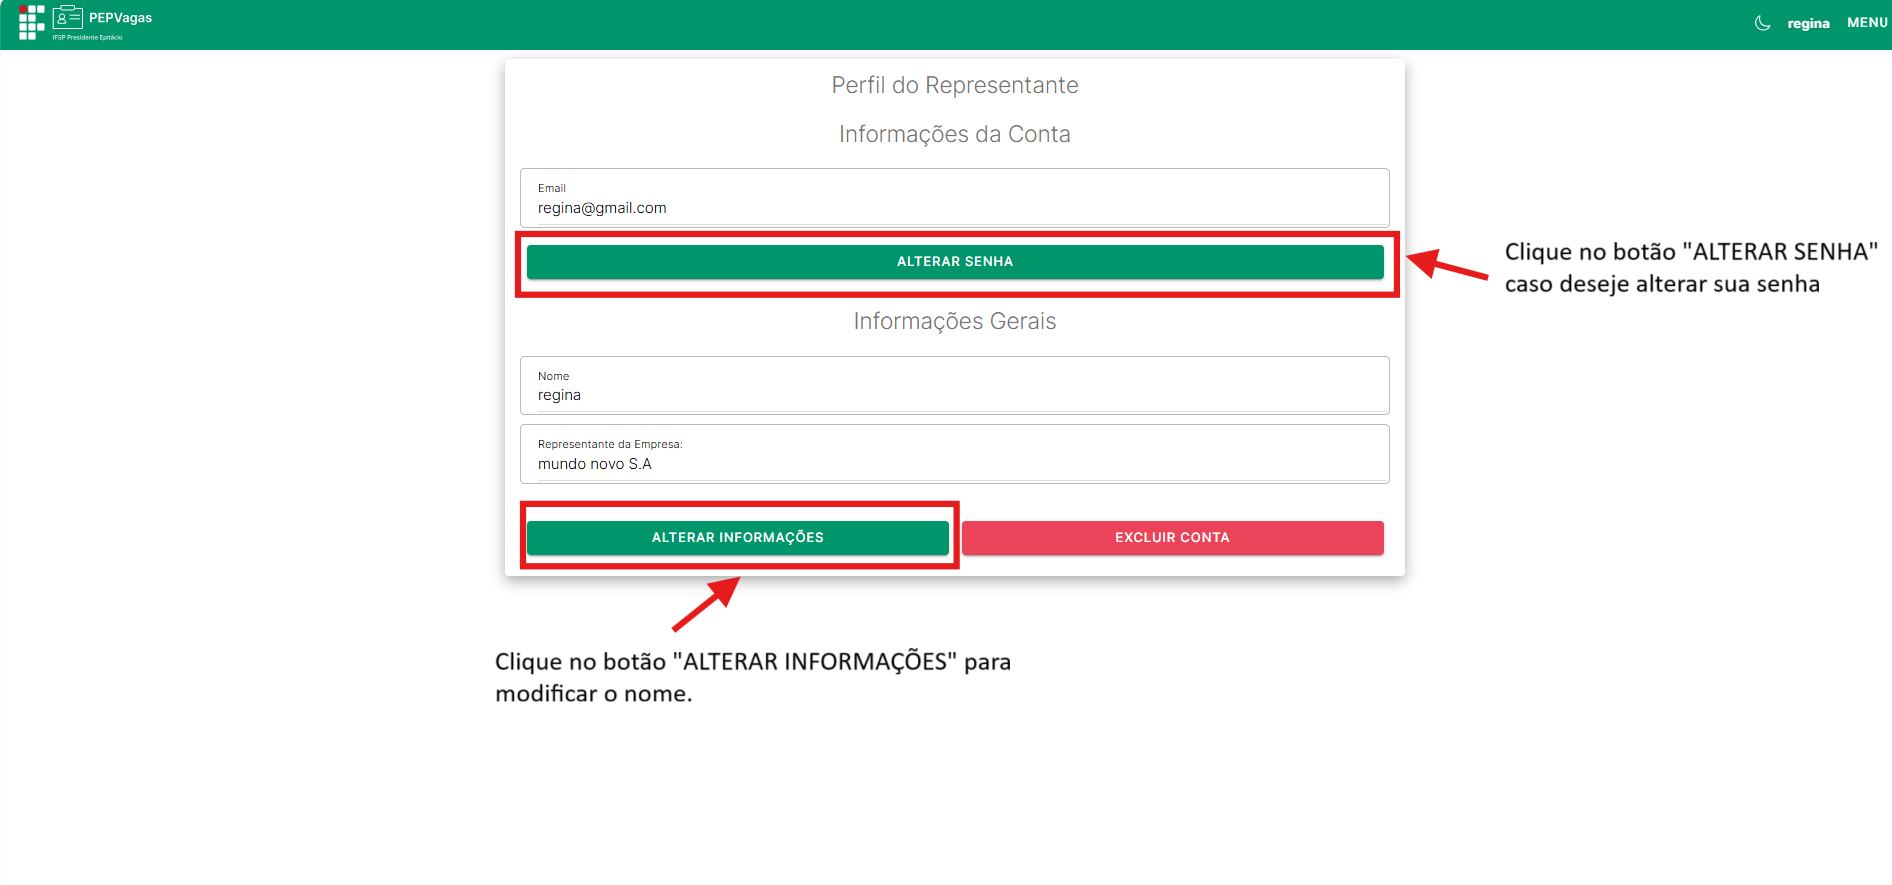 PEPVagas
IFSP Presidente Epitácio
regina
MENU
Perfil do Representante
Informações da Conta
Email
regina@gmail.com
ALTERAR SENHA
Clique no botão "ALTERAR SENHA"
caso deseje alterar sua senha
Informações Gerais
Nome
regina
Representante da Empresa:
mundo novo S.A
ALTERAR INFORMAÇÕES
EXCLUIR CONTA
Clique no botão "ALTERAR INFORMAÇÕES" para
modificar o nome.